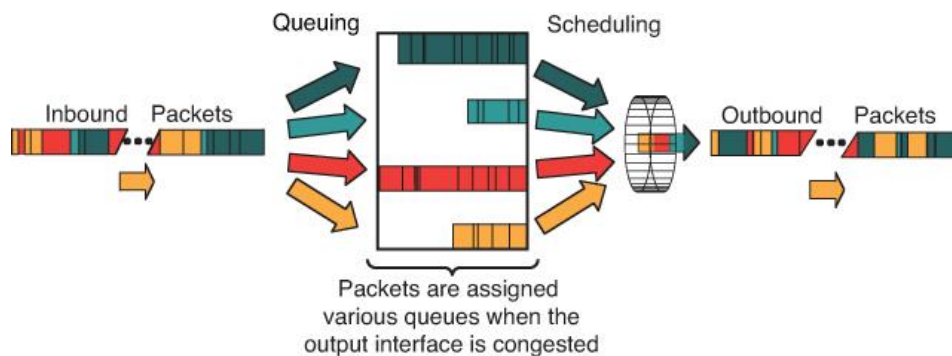 Queuing
Scheduling
Inbound Packets
Outbound Packets
Packets are assigned
various queues when the
output interface is congested